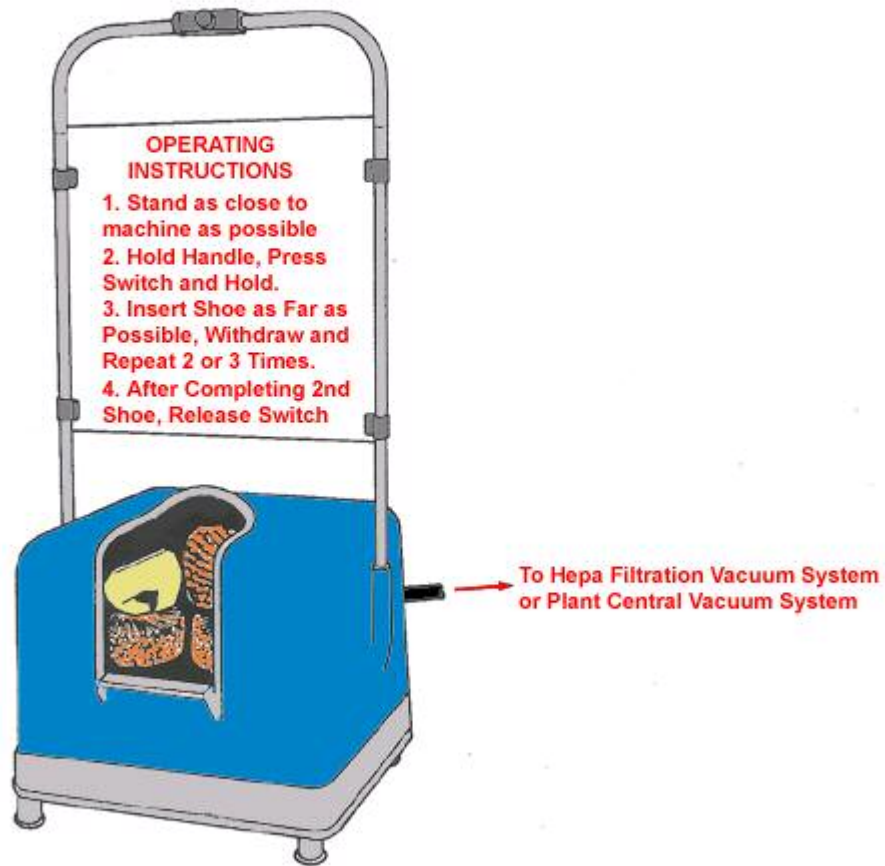 OPERATING
INSTRUCTIONS
1. Stand as close to
machine as possible
2. Hold Handle, Press
Switch and Hold.
3. Insert Shoe as Far as
Possible, Withdraw and
Repeat 2 or 3 Times.
4. After Completing 2nd
Shoe, Release Switch
To Hepa Filtration Vacuum System
or Plant Central Vacuum System